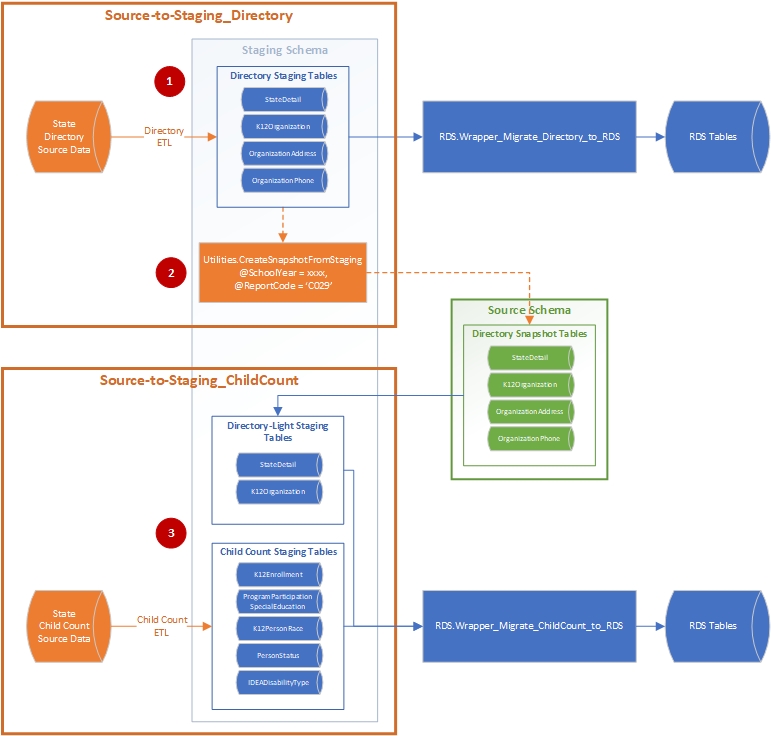 Source-to-Staging_Directory
Staging Schema
1
Directory Staging Tables
StateDetail
K12Organization
Organization Address
Organization Phone
State
Directory
Source Data
Directory
ETL
RDS.Wrapper_Migrate_Directory_to_RDS
RDS Tables
2
Utilities.CreateSnapshotFromStaging
@SchoolYear = xxxx,
@ReportCode = ‘C029’
Source Schema
Directory Snapshot Tables
StateDetail
K12Organization
Organization Address
Organization Phone
Source-to-Staging_ChildCount
Directory-Light Staging
Tables
StateDetail
K12Organization
3
Child Count Staging Tables
K12Enrollment
ProgramParticipation
SpecialEducation
K12PersonRace
PersonStatus
IDEADisabilityType
State
Child Count
Source Data
Child Count
ETL
RDS.Wrapper_Migrate_ChildCount_to_RDS
RDS Tables